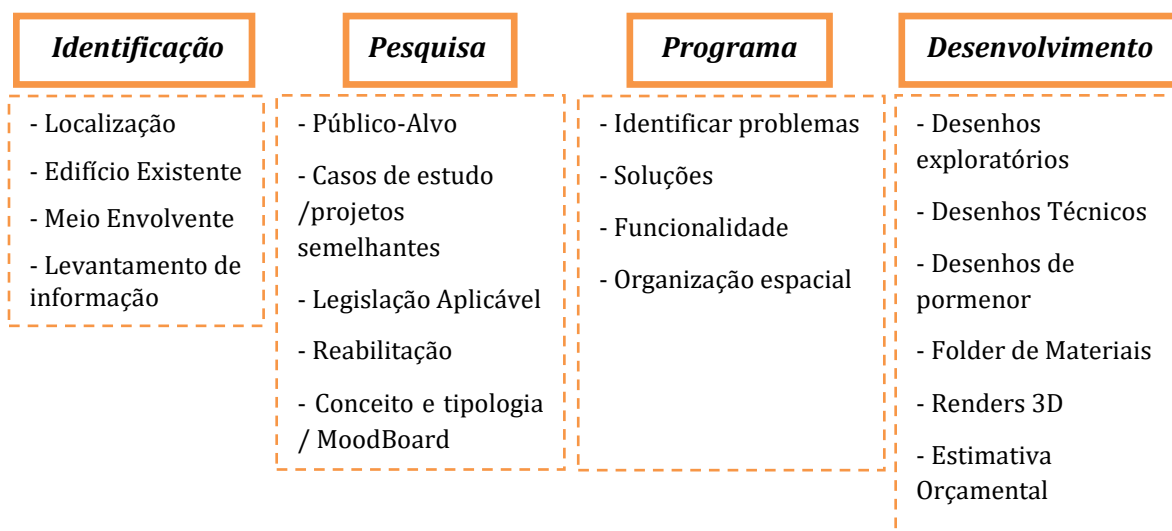 Identificação
- Localização
- Edifício Existente
- Meio Envolvente
- Levantamento de
informação
Pesquisa
- Público-Alvo
- Casos de estudo
/projetos
semelhantes
- Legislação Aplicável
- Reabilitação
- Conceito e tipologia
/ MoodBoard
Programa
- Identificar problemas
- Soluções
- Funcionalidade
- Organização espacial
Desenvolvimento
- Desenhos
exploratórios
- Desenhos Técnicos
- Desenhos de
pormenor
- Folder de Materiais
- Renders 3D
- Estimativa
Orçamental